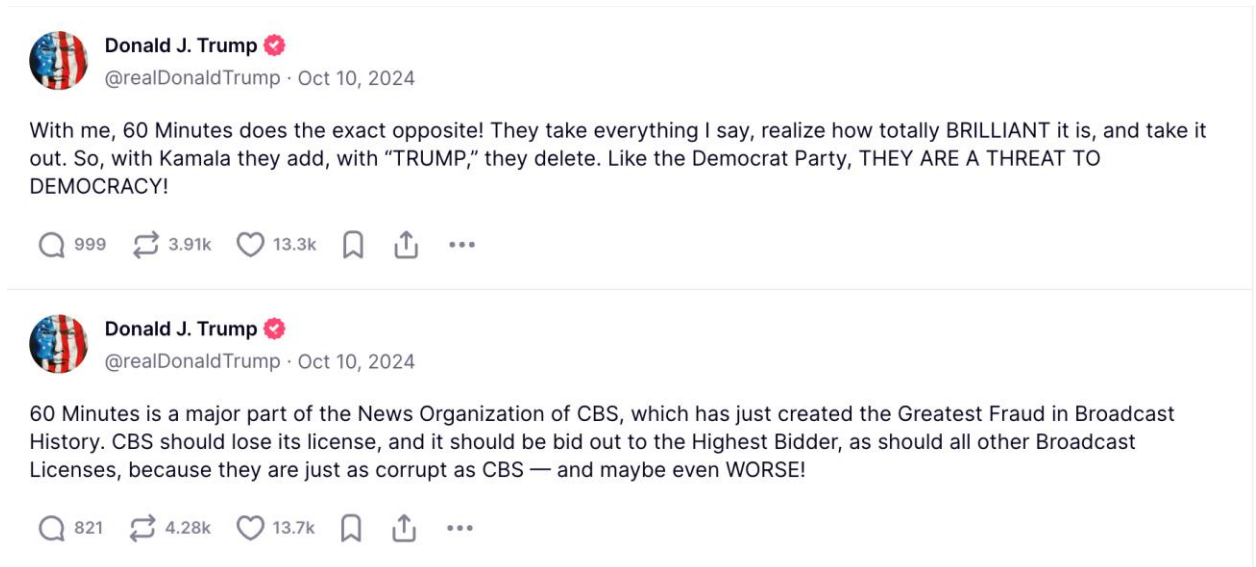 Donald J. Trump
@realDonaldTrump · Oct 10, 2024
With me, 60 Minutes does the exact opposite! They take everything I say, realize how totally BRILLIANT it is, and take it
out. So, with Kamala they add, with “TRUMP,” they delete. Like the Democrat Party, THEY ARE A THREAT TO
DEMOCRACY!
999 3.91k 13.3k
Donald J. Trump
@realDonaldTrump · Oct 10, 2024
60 Minutes is a major part of the News Organization of CBS, which has just created the Greatest Fraud in Broadcast
History. CBS should lose its license, and it should be bid out to the Highest Bidder, as should all other Broadcast
Licenses, because they are just as corrupt as CBS — and maybe even WORSE!
821 4.28k 13.7k